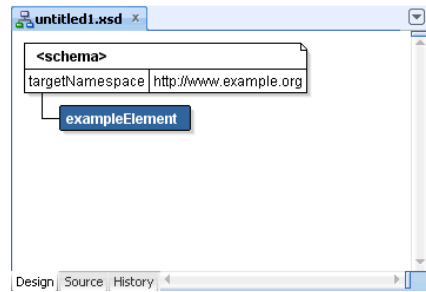 untitled1.xsd
<schema>
targetNamespace http://www.example.org
exampleElement
Design Source History